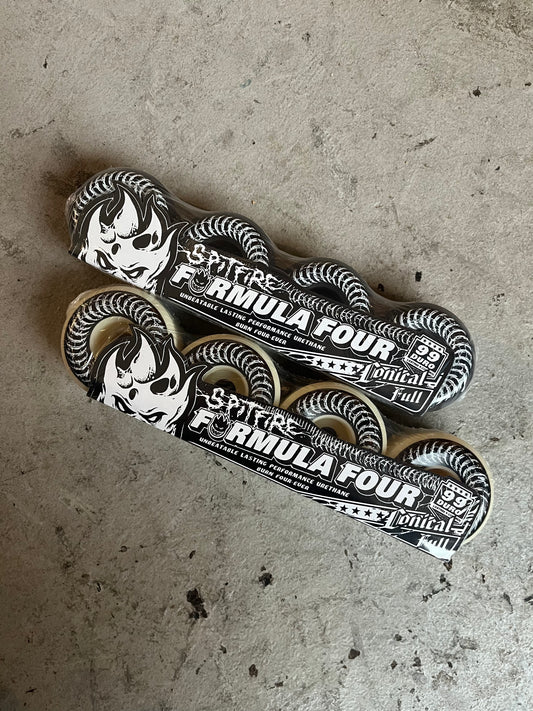 SPITFIRE
FORMULA FOUR
UNBEATABLE LASTING PERFORMANCE URETHANE
BURN FOUR EVER
99
DURO
Conical
Full
SPITFIRE
FORMULA FOUR
UNBEATABLE LASTING PERFORMANCE URETHANE
BURN FOUR EVER
99
DURO
Conical
Full